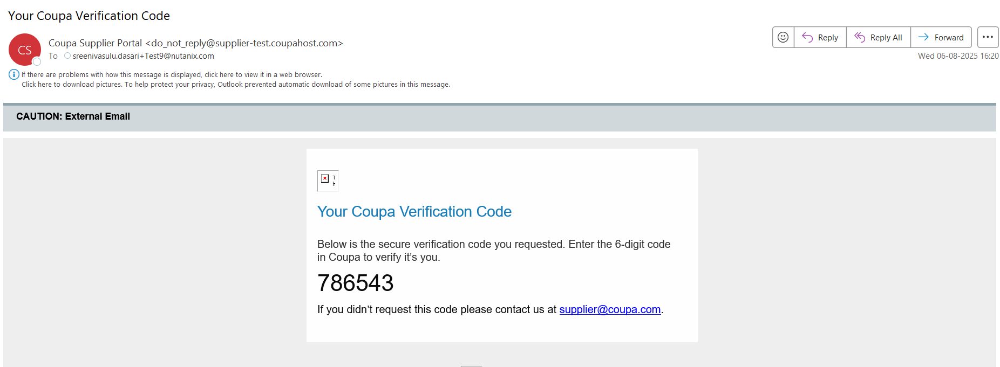 Your Coupa Verification Code
CS
Coupa Supplier Portal <do_not_reply@supplier-test.coupahost.com>
To sreenivasulu.dasari+Test9@nutanix.com
Reply
Reply All
Forward
Wed 06-08-2025 16:20
If there are problems with how this message is displayed, click here to view it in a web browser.
Click here to download pictures. To help protect your privacy, Outlook prevented automatic download of some pictures in this message.
CAUTION: External Email
T
h
Your Coupa Verification Code
Below is the secure verification code you requested. Enter the 6-digit code
in Coupa to verify it’s you.
786543
If you didn’t request this code please contact us at supplier@coupa.com.